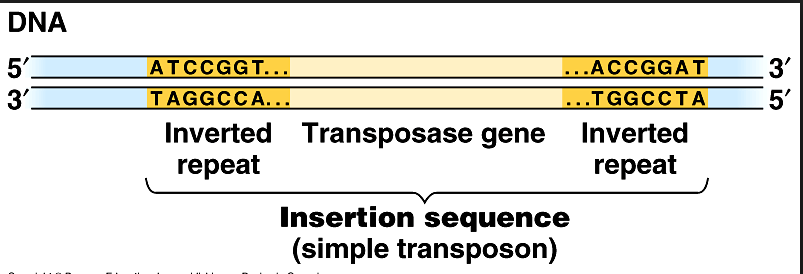 DNA
5′ ATCCGGT... ...ACCGGAT 3′
3′ TAGGCCA... ...TGGCCTA 5′
Inverted repeat
Transposase gene
Inverted repeat
Insertion sequence
(simple transposon)